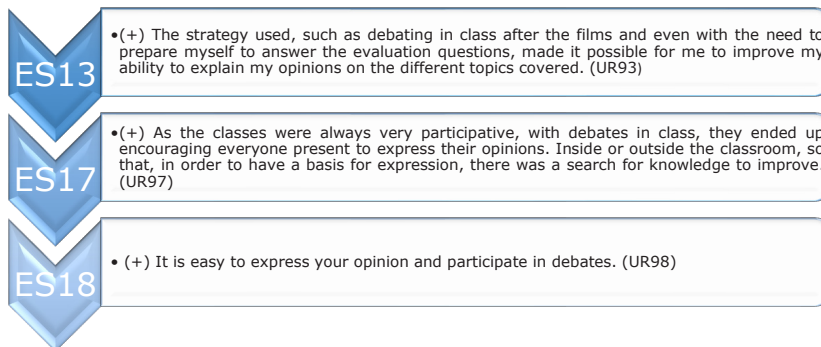 ES13
•(+) The strategy used, such as debating in class after the films and even with the need to
prepare myself to answer the evaluation questions, made it possible for me to improve my
ability to explain my opinions on the different topics covered. (UR93)
ES17
•(+) As the classes were always very participative, with debates in class, they ended up
encouraging everyone present to express their opinions. Inside or outside the classroom, so
that, in order to have a basis for expression, there was a search for knowledge to improve.
(UR97)
ES18
• (+) It is easy to express your opinion and participate in debates. (UR98)